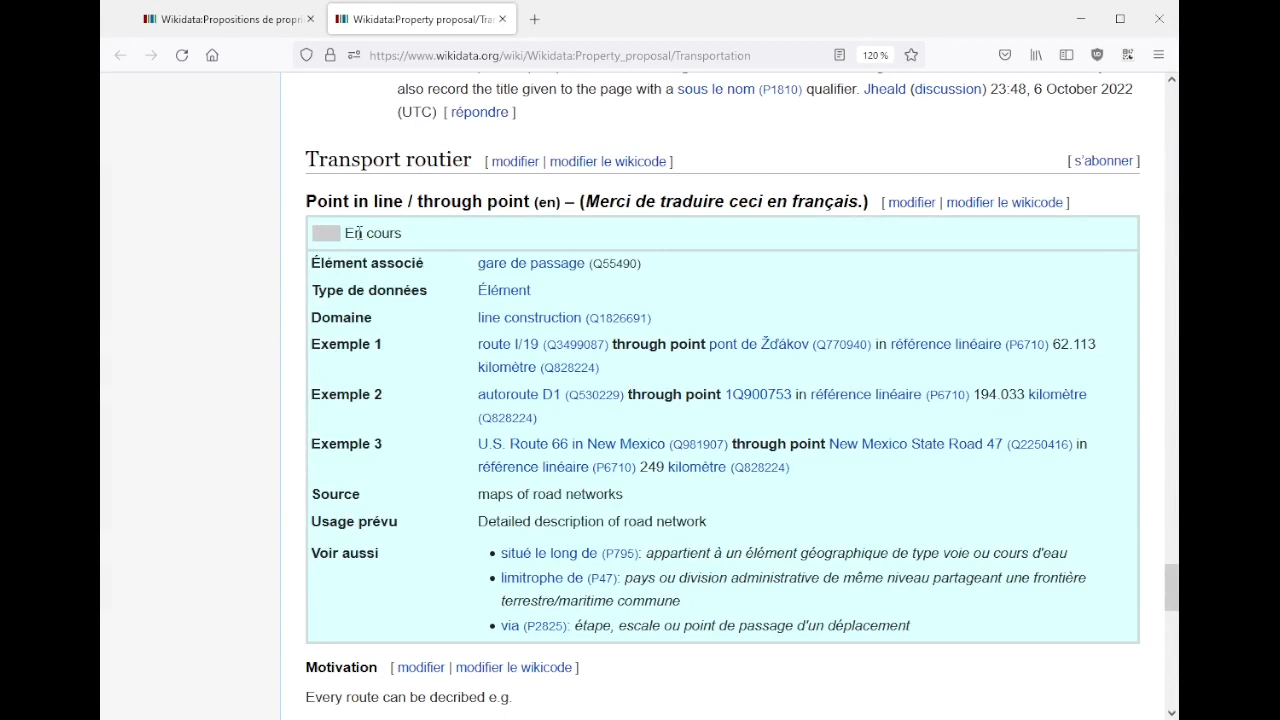 Wikidata:Propositions de propri
Wikidata:Property proposal/Tra
https://www.wikidata.org/wiki/Wikidata:Property_proposal/Transportation
120 %
also record the title given to the page with a sous le nom (P1810) qualifier. Jheald (discussion) 23:48, 6 October 2022
(UTC) [ répondre ]
Transport routier [ modifier | modifier le wikicode ] [ s’abonner ]
Point in line / through point (en) – (Merci de traduire ceci en français.) [ modifier | modifier le wikicode ]
En cours
Élément associé gare de passage (Q55490)
Type de données Élément
Domaine line construction (Q1826691)
Exemple 1 route I/19 (Q3499087) through point pont de Žďákov (Q770940) in référence linéaire (P6710) 62.113
kilomètre (Q828224)
Exemple 2 autoroute D1 (Q530229) through point 1Q900753 in référence linéaire (P6710) 194.033 kilomètre
(Q828224)
Exemple 3 U.S. Route 66 in New Mexico (Q981907) through point New Mexico State Road 47 (Q2250416) in
référence linéaire (P6710) 249 kilomètre (Q828224)
Source maps of road networks
Usage prévu Detailed description of road network
Voir aussi • situé le long de (P795): appartient à un élément géographique de type voie ou cours d'eau
• limitrophe de (P47): pays ou division administrative de même niveau partageant une frontière
terrestre/maritime commune
• via (P2825): étape, escale ou point de passage d'un déplacement
Motivation [ modifier | modifier le wikicode ]
Every route can be decribed e.g.